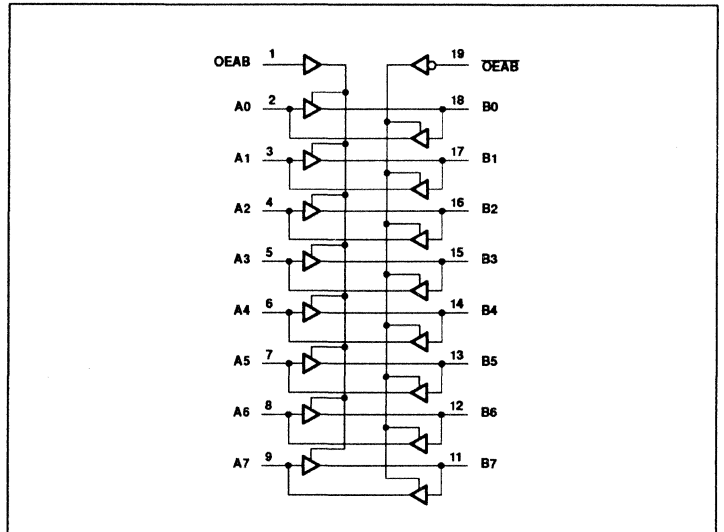 OEAB 1 19 O̅E̅A̅B̅
A0 2 18 B0
A1 3 17 B1
A2 4 16 B2
A3 5 15 B3
A4 6 14 B4
A5 7 13 B5
A6 8 12 B6
A7 9 11 B7